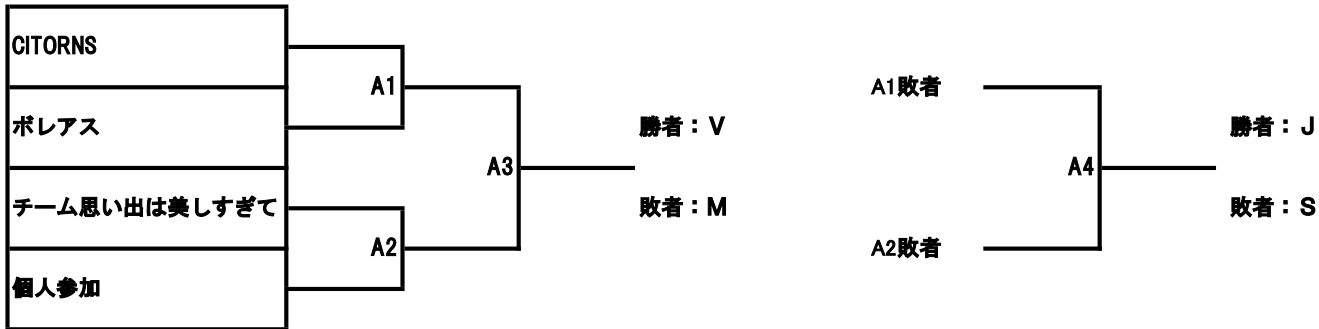 CITORNS
A1
ボレアス
A3
チーム思い出は美しすぎて
A2
個人参加
勝者：V
敗者：M
A1敗者
A4
A2敗者
勝者：J
敗者：S